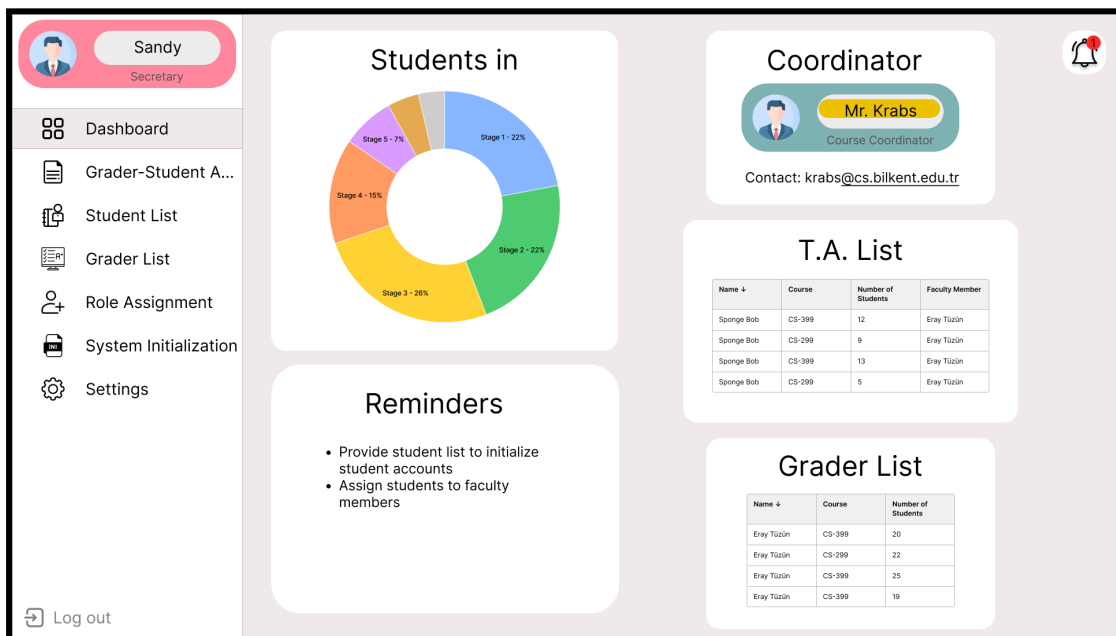 Sandy
Secretary
Dashboard
Grader-Student A...
Student List
Grader List
Role Assignment
INI
System Initialization
Settings
Log out
Students in
Stage 1 - 22%
Stage 2 - 22%
Stage 3 - 26%
Stage 4 - 15%
Stage 5 - 7%
Reminders
• Provide student list to initialize
student accounts
• Assign students to faculty
members
Coordinator
Mr. Krabs
Course Coordinator
Contact: krabs@cs.bilkent.edu.tr
1
T.A. List
Name ↓ Course Number of Students Faculty Member
Sponge Bob CS-399 12 Eray Tüzün
Sponge Bob CS-299 9 Eray Tüzün
Sponge Bob CS-399 13 Eray Tüzün
Sponge Bob CS-299 5 Eray Tüzün
Grader List
Name ↓ Course Number of Students
Eray Tüzün CS-399 20
Eray Tüzün CS-299 22
Eray Tüzün CS-399 25
Eray Tüzün CS-399 19